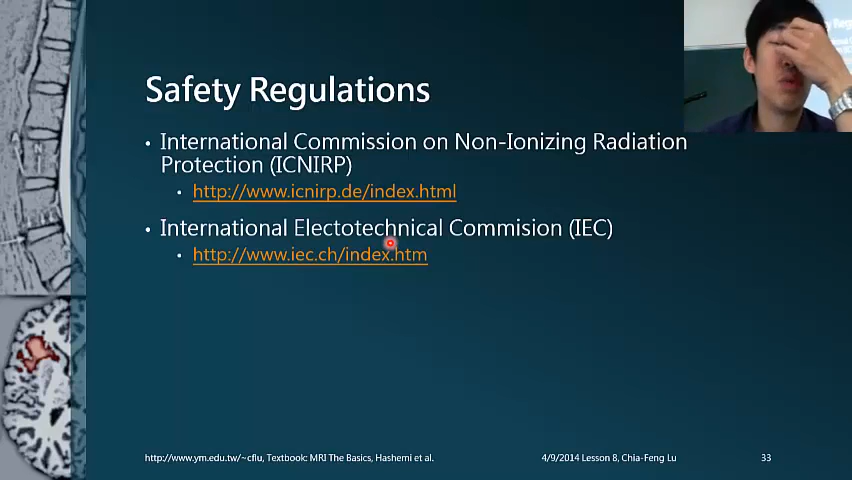 Safety Regulations
• International Commission on Non-Ionizing Radiation
Protection (ICNIRP)
• http://www.icnirp.de/index.html
• International Electotechnical Commision (IEC)
• http://www.iec.ch/index.htm
http://www.ym.edu.tw/~cflu, Textbook: MRI The Basics, Hashemi et al.
4/9/2014 Lesson 8, Chia-Feng Lu
33